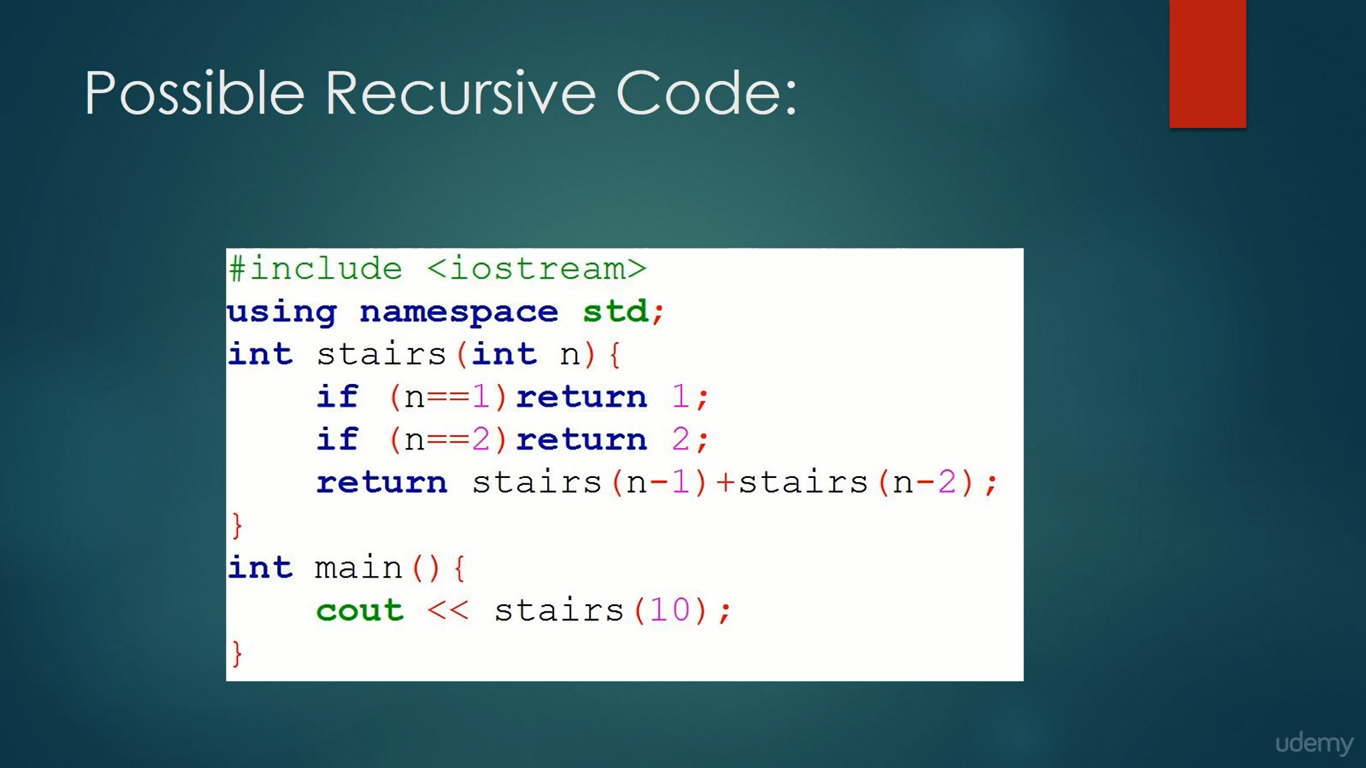 Possible Recursive Code:
#include <iostream>
using namespace std;
int stairs(int n){
    if (n==1)return 1;
    if (n==2)return 2;
    return stairs(n-1)+stairs(n-2);
}
int main(){
    cout << stairs(10);
}
udemy